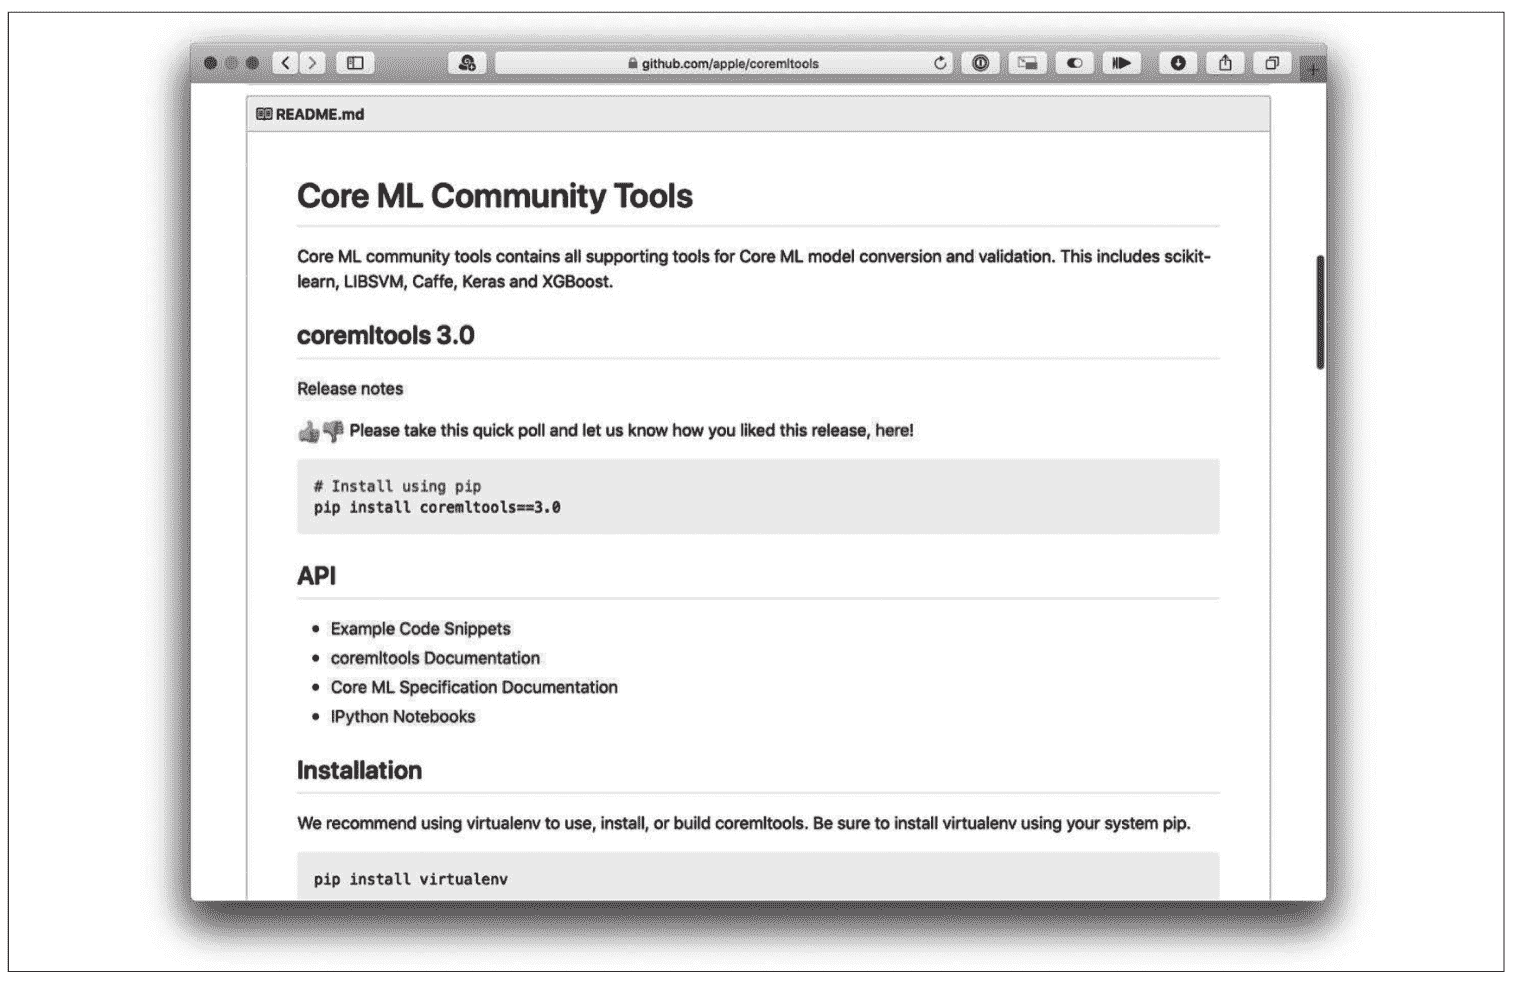 github.com/apple/coremltools
README.md
Core ML Community Tools
Core ML community tools contains all supporting tools for Core ML model conversion and validation. This includes scikit-
learn, LIBSVM, Caffe, Keras and XGBoost.
coremltools 3.0
Release notes
👍👎 Please take this quick poll and let us know how you liked this release, here!
# Install using pip
pip install coremltools==3.0
API
• Example Code Snippets
• coremltools Documentation
• Core ML Specification Documentation
• IPython Notebooks
Installation
We recommend using virtualenv to use, install, or build coremltools. Be sure to install virtualenv using your system pip.
pip install virtualenv